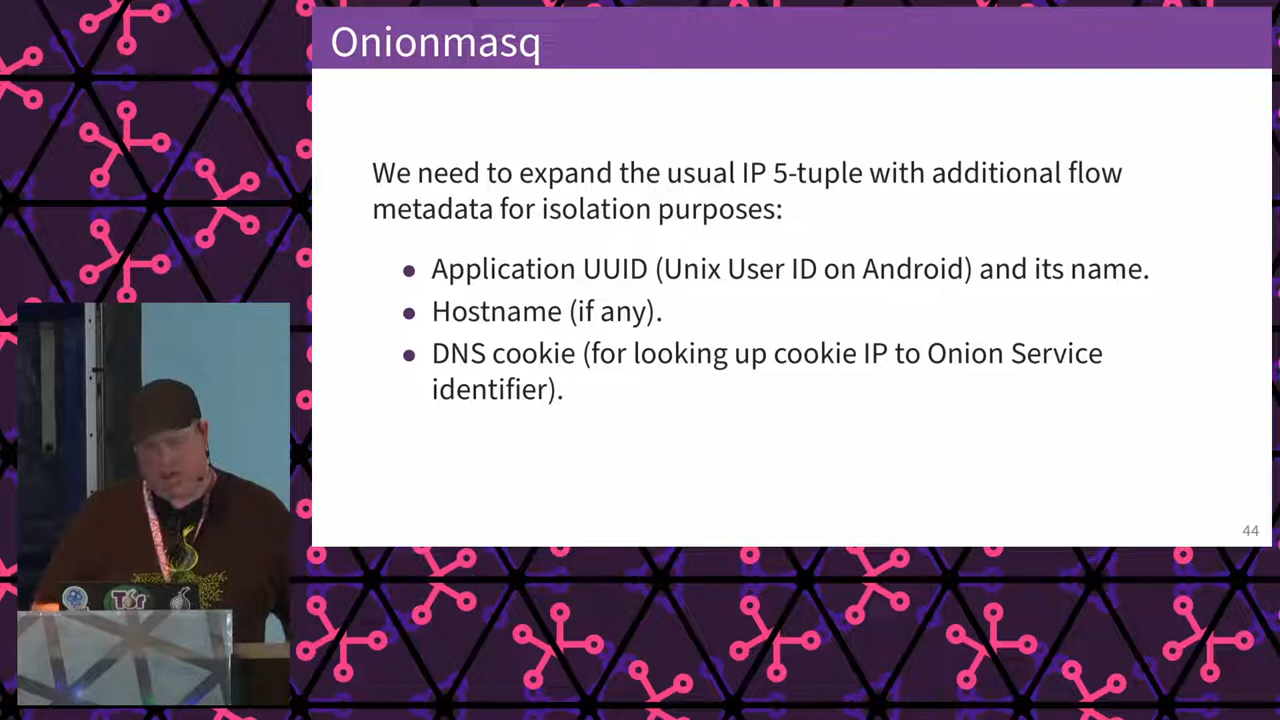 Onionmasq
We need to expand the usual IP 5-tuple with additional flow
metadata for isolation purposes:
● Application UUID (Unix User ID on Android) and its name.
● Hostname (if any).
● DNS cookie (for looking up cookie IP to Onion Service
identifier).
44
Tor